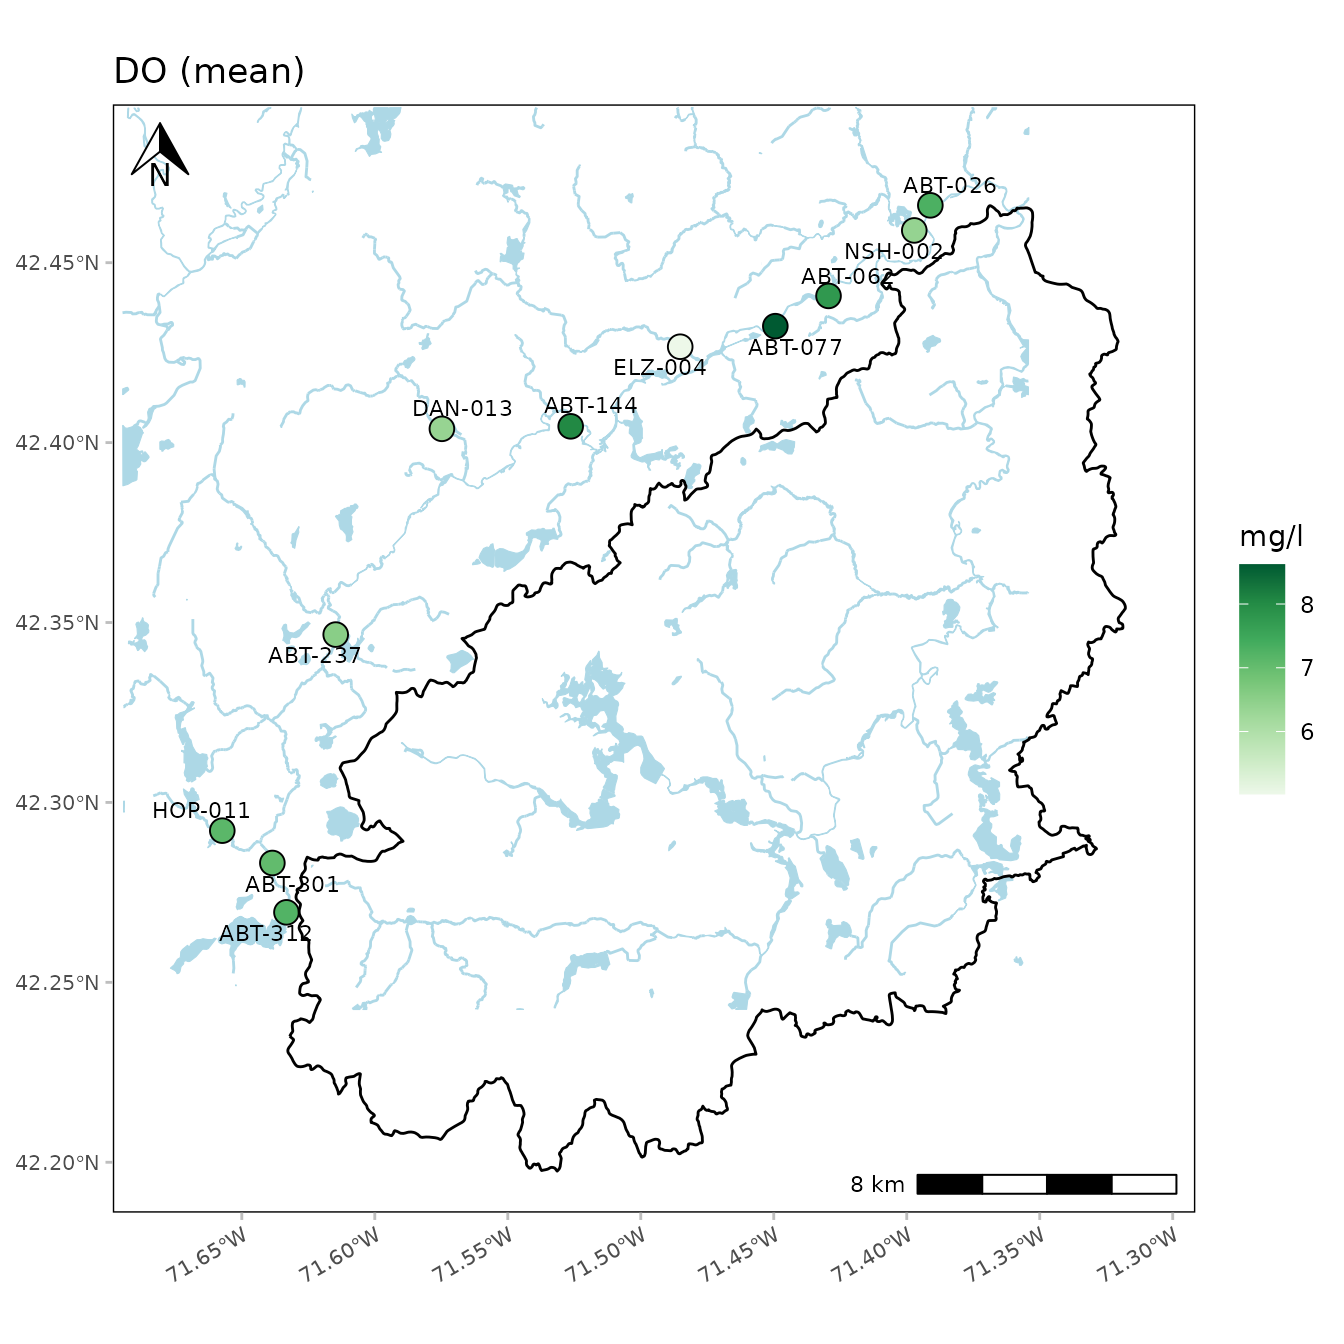 DO (mean)
N
ABT-026
NSH-002
ABT-062
ABT-077
ELZ-004
ABT-144
DAN-013
ABT-237
HOP-011
ABT-301
ABT-312
42.45°N
42.40°N
42.35°N
42.30°N
42.25°N
42.20°N
71.65°W
71.60°W
71.55°W
71.50°W
71.45°W
71.40°W
71.35°W
71.30°W
8 km
mg/l
8
7
6